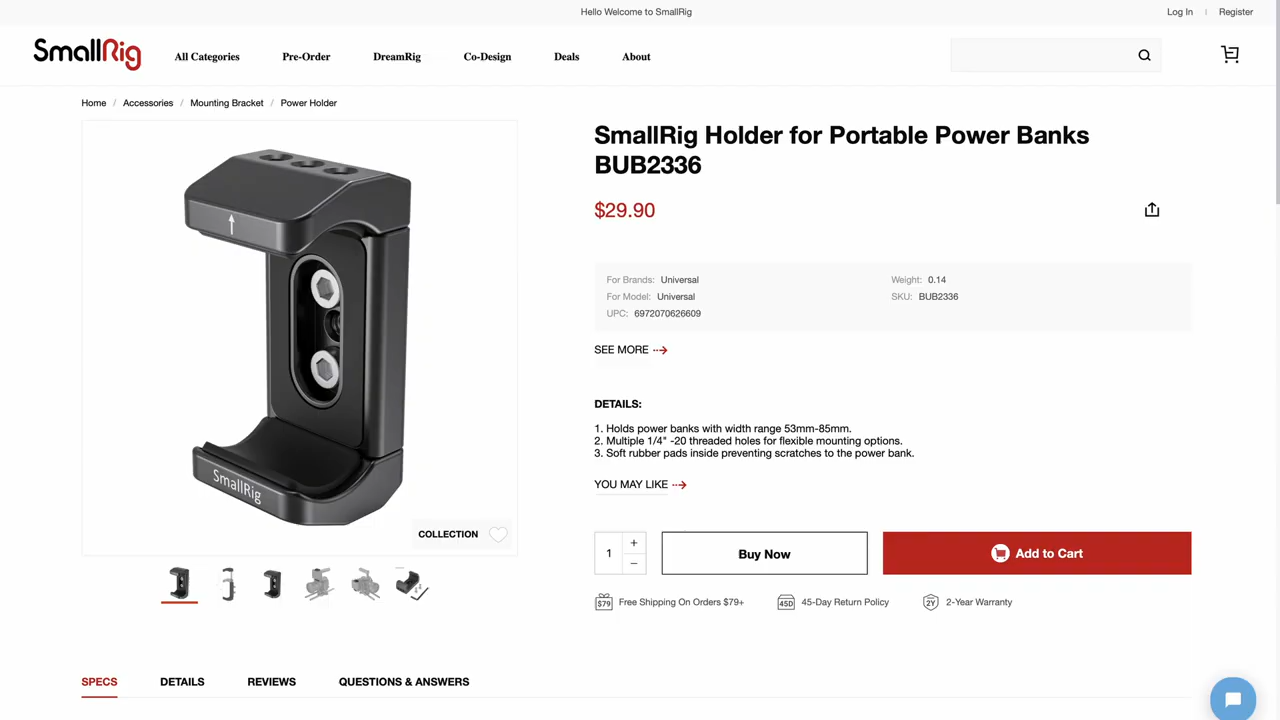 Hello Welcome to SmallRig
Log In
Register
SmallRig
All Categories
Pre-Order
DreamRig
Co-Design
Deals
About
Home / Accessories / Mounting Bracket / Power Holder
SmallRig Holder for Portable Power Banks
BUB2336
$29.90
For Brands: Universal
Weight: 0.14
For Model: Universal
SKU: BUB2336
UPC: 6972070626609
SEE MORE
DETAILS:
1. Holds power banks with width range 53mm-85mm.
2. Multiple 1/4" -20 threaded holes for flexible mounting options.
3. Soft rubber pads inside preventing scratches to the power bank.
YOU MAY LIKE
SmallRig
COLLECTION
1
+
−
Buy Now
Add to Cart
$79 Free Shipping On Orders $79+
45D 45-Day Return Policy
2Y 2-Year Warranty
SPECS
DETAILS
REVIEWS
QUESTIONS & ANSWERS